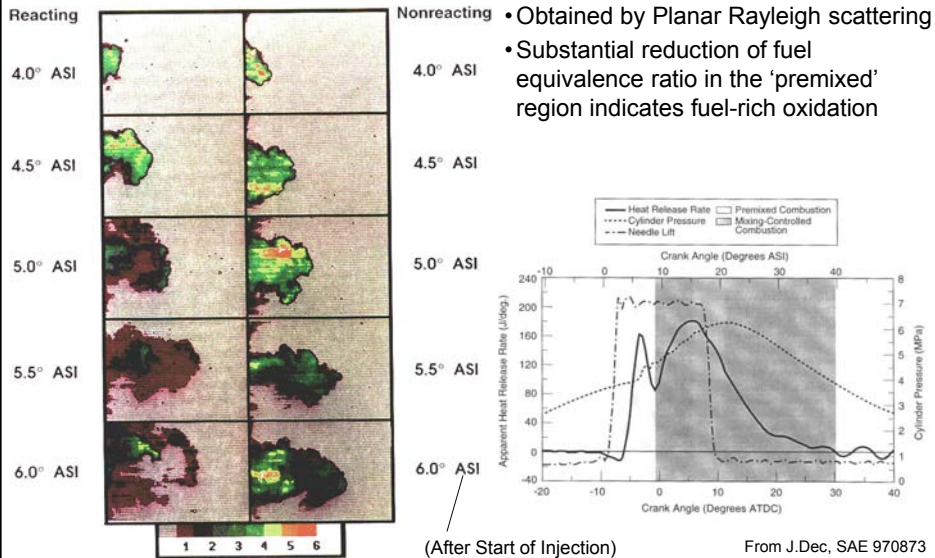 Reacting
Nonreacting
4.0° ASI
4.0° ASI
4.5° ASI
4.5° ASI
5.0° ASI
5.0° ASI
5.5° ASI
5.5° ASI
6.0° ASI
6.0° ASI
1 2 3 4 5 6
(After Start of Injection)
• Obtained by Planar Rayleigh scattering
• Substantial reduction of fuel
equivalence ratio in the ‘premixed’
region indicates fuel-rich oxidation
Heat Release Rate
Premixed Combustion
Cylinder Pressure
Mixing-Controlled
Combustion
Needle Lift
Crank Angle (Degrees ASI)
-10 0 10 20 30 40
240
200
160
120
80
40
0
-40
Apparent Heat Release Rate (J/deg.)
8
7
6
5
4
3
2
1
0
Cylinder Pressure (MPa)
-20 -10 0 10 20 30 40
Crank Angle (Degrees ATDC)
From J.Dec, SAE 970873